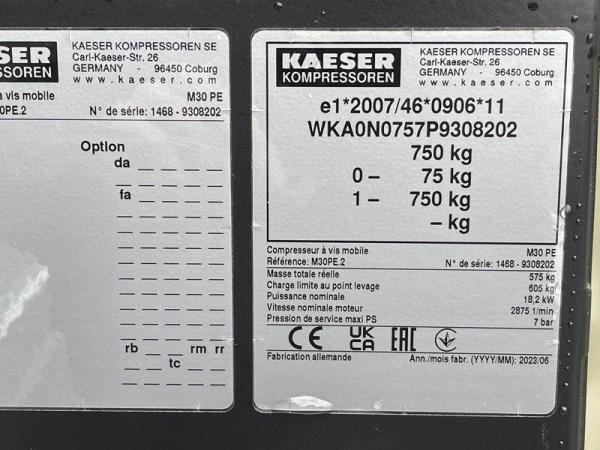 KAESER
KOMPRESSOREN
KAESER KOMPRESSOREN SE
Carl-Kaeser-Str. 26
GERMANY - 96450 Coburg
www.kaeser.com
à vis mobile M30 PE
0PE.2 N° de série: 1468 - 9308202
Option
da _ _ _ _ _
fa _ _ _ _ _
rb _ _ rm rr
tc _ _ _
KAESER
KOMPRESSOREN
KAESER KOMPRESSOREN SE
Carl-Kaeser-Str. 26
GERMANY - 96450 Coburg
www.kaeser.com
e1*2007/46*0906*11
WKA0N0757P9308202
750 kg
0 – 75 kg
1 – 750 kg
– kg
Compresseur à vis mobile M30 PE
Référence: M30PE.2 N° de série: 1468 - 9308202
Masse totale réelle 575 kg
Charge limite au point levage 605 kg
Puissance nominale 18,2 kW
Vitesse nominale moteur 2875 1/min
Pression de service maxi PS 7 bar
CE UK CA EAC
Fabrication allemande Ann./mois fabr. (YYYY/MM): 2023/06